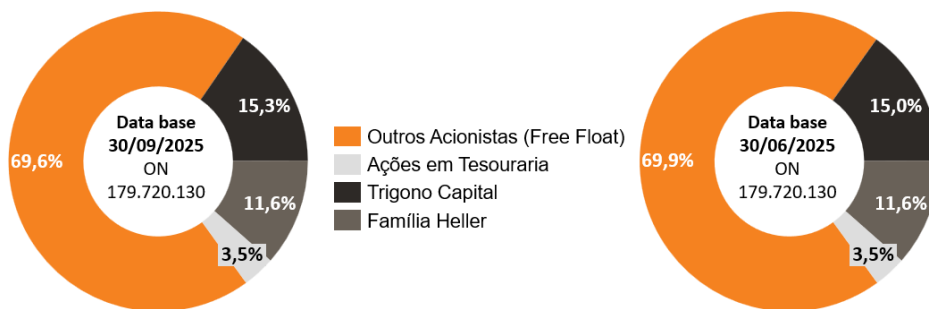 15,3%
Data base
30/09/2025
ON
179.720.130
69,6%
11,6%
3,5%
Outros Acionistas (Free Float)
Ações em Tesouraria
Trigono Capital
Família Heller
15,0%
Data base
30/06/2025
ON
179.720.130
69,9%
11,6%
3,5%